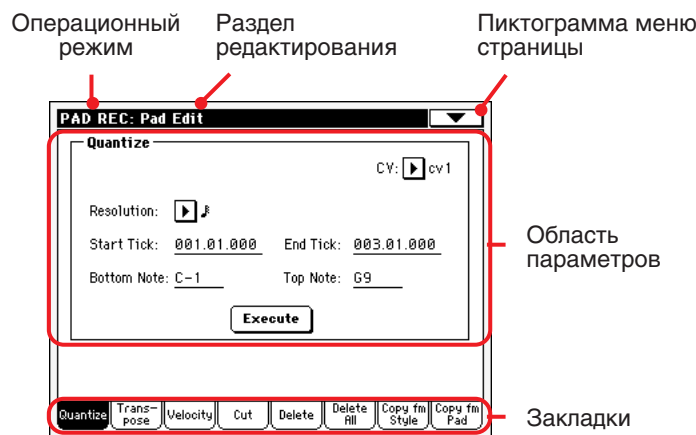 Операционный режим
Раздел редактирования
Пиктограмма меню страницы
PAD REC: Pad Edit
Quantize
CV: cv1
Resolution:
Start Tick: 001.01.000 End Tick: 003.01.000
Bottom Note: C-1 Top Note: G9
Execute
Область параметров
Quantize Trans-pose Velocity Cut Delete Delete All Copy fm Style Copy fm Pad
Закладки